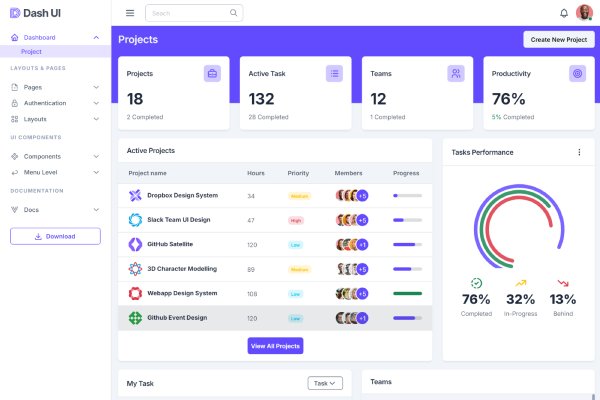 Dash UI
Search
Dashboard
Project
LAYOUTS & PAGES
Pages
Authentication
Layouts
UI COMPONENTS
Components
Menu Level
DOCUMENTATION
Docs
Download
Projects
Create New Project
Projects
18
2 Completed
Active Task
132
28 Completed
Teams
12
1 Completed
Productivity
76%
5% Completed
Active Projects
Project name Hours Priority Members Progress
Dropbox Design System 34 Medium +5
Slack Team UI Design 47 High +5
GitHub Satellite 120 Low +1
3D Character Modelling 89 Medium +5
Webapp Design System 108 Low +5
Github Event Design 120 Low +1
View All Projects
Tasks Performance
76% 32% 13%
Completed In-Progress Behind
My Task
Task
Teams